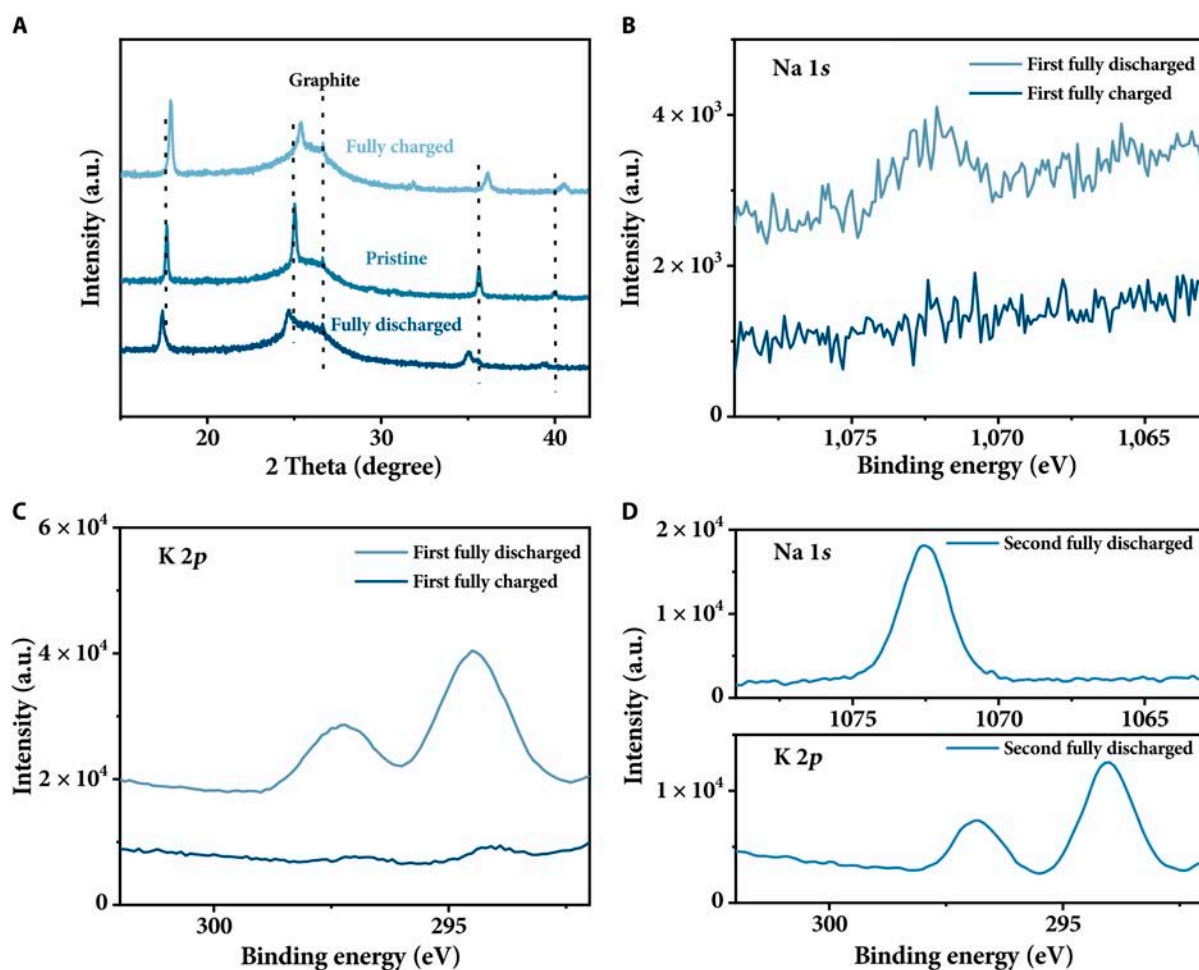 A
Graphite
Fully charged
Pristine
Fully discharged
Intensity (a.u.)
20
30
40
2 Theta (degree)
B
Na 1s
First fully discharged
First fully charged
4 × 10³
2 × 10³
0
Intensity (a.u.)
1,075
1,070
1,065
Binding energy (eV)
C
K 2p
First fully discharged
First fully charged
6 × 10⁴
4 × 10⁴
2 × 10⁴
0
Intensity (a.u.)
300
295
Binding energy (eV)
D
Na 1s
Second fully discharged
2 × 10⁴
1 × 10⁴
0
1075
1070
1065
K 2p
Second fully discharged
1 × 10⁴
0
Intensity (a.u.)
300
295
Binding energy (eV)